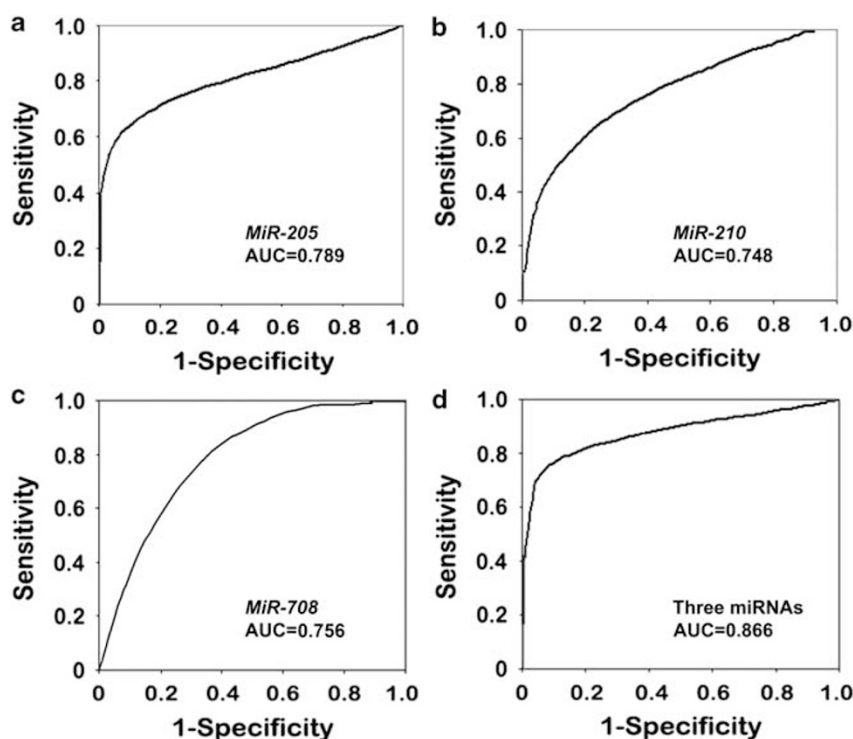 a
1.0
0.8
0.6
0.4
0.2
0
Sensitivity
MiR-205
AUC=0.789
0 0.2 0.4 0.6 0.8 1.0
1-Specificity
b
1.0
0.8
0.6
0.4
0.2
0
Sensitivity
MiR-210
AUC=0.748
0 0.2 0.4 0.6 0.8 1.0
1-Specificity
c
1.0
0.8
0.6
0.4
0.2
0
Sensitivity
MiR-708
AUC=0.756
0 0.2 0.4 0.6 0.8 1.0
1-Specificity
d
1.0
0.8
0.6
0.4
0.2
0
Sensitivity
Three miRNAs
AUC=0.866
0 0.2 0.4 0.6 0.8 1.0
1-Specificity